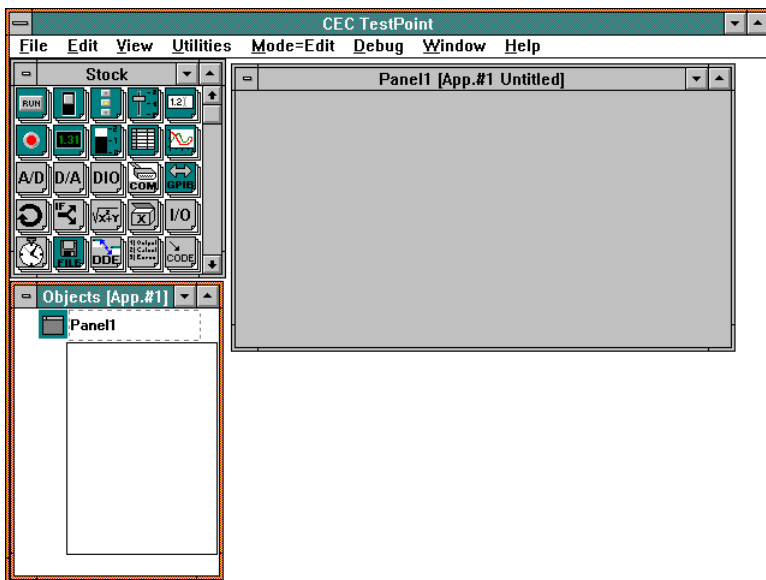 CEC TestPoint
File Edit View Utilities Mode=Edit Debug Window Help
Stock
RUN 1.2
1.31
A/D D/A DIO COM GPIB
IF √x²+Y x I/O
FILE DDE CODE
Panel1 [App.#1 Untitled]
Objects [App.#1]
Panel1